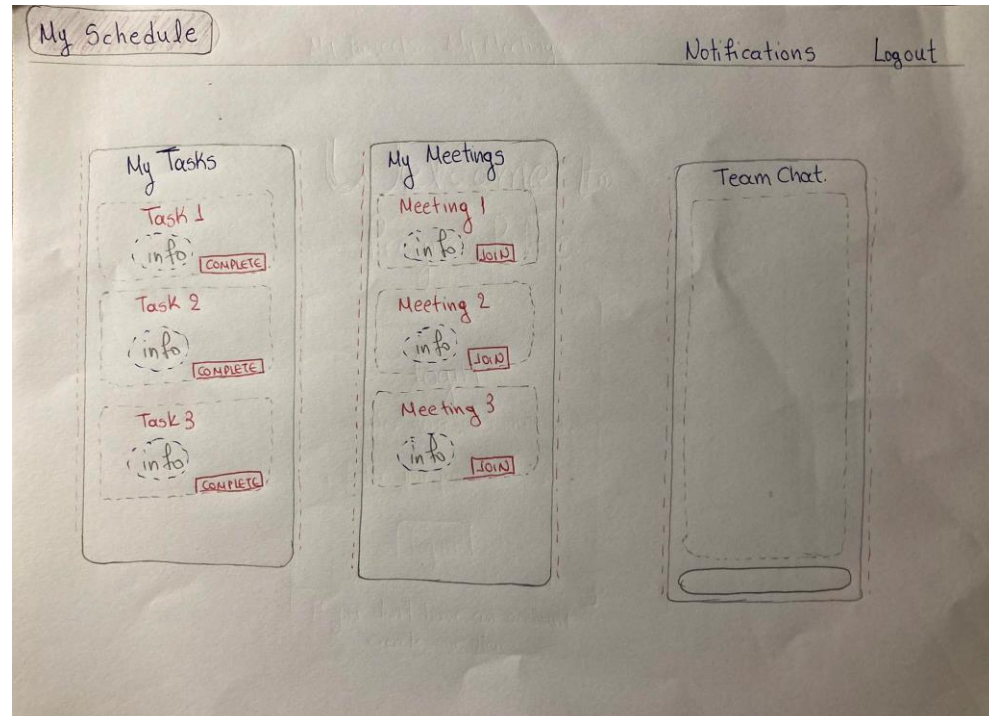 My Schedule
Notifications
Logout
My Tasks
Task 1
info
COMPLETE
Task 2
info
COMPLETE
Task 3
info
COMPLETE
My Meetings
Meeting 1
info
JOIN
Meeting 2
info
JOIN
Meeting 3
info
JOIN
Team Chat.